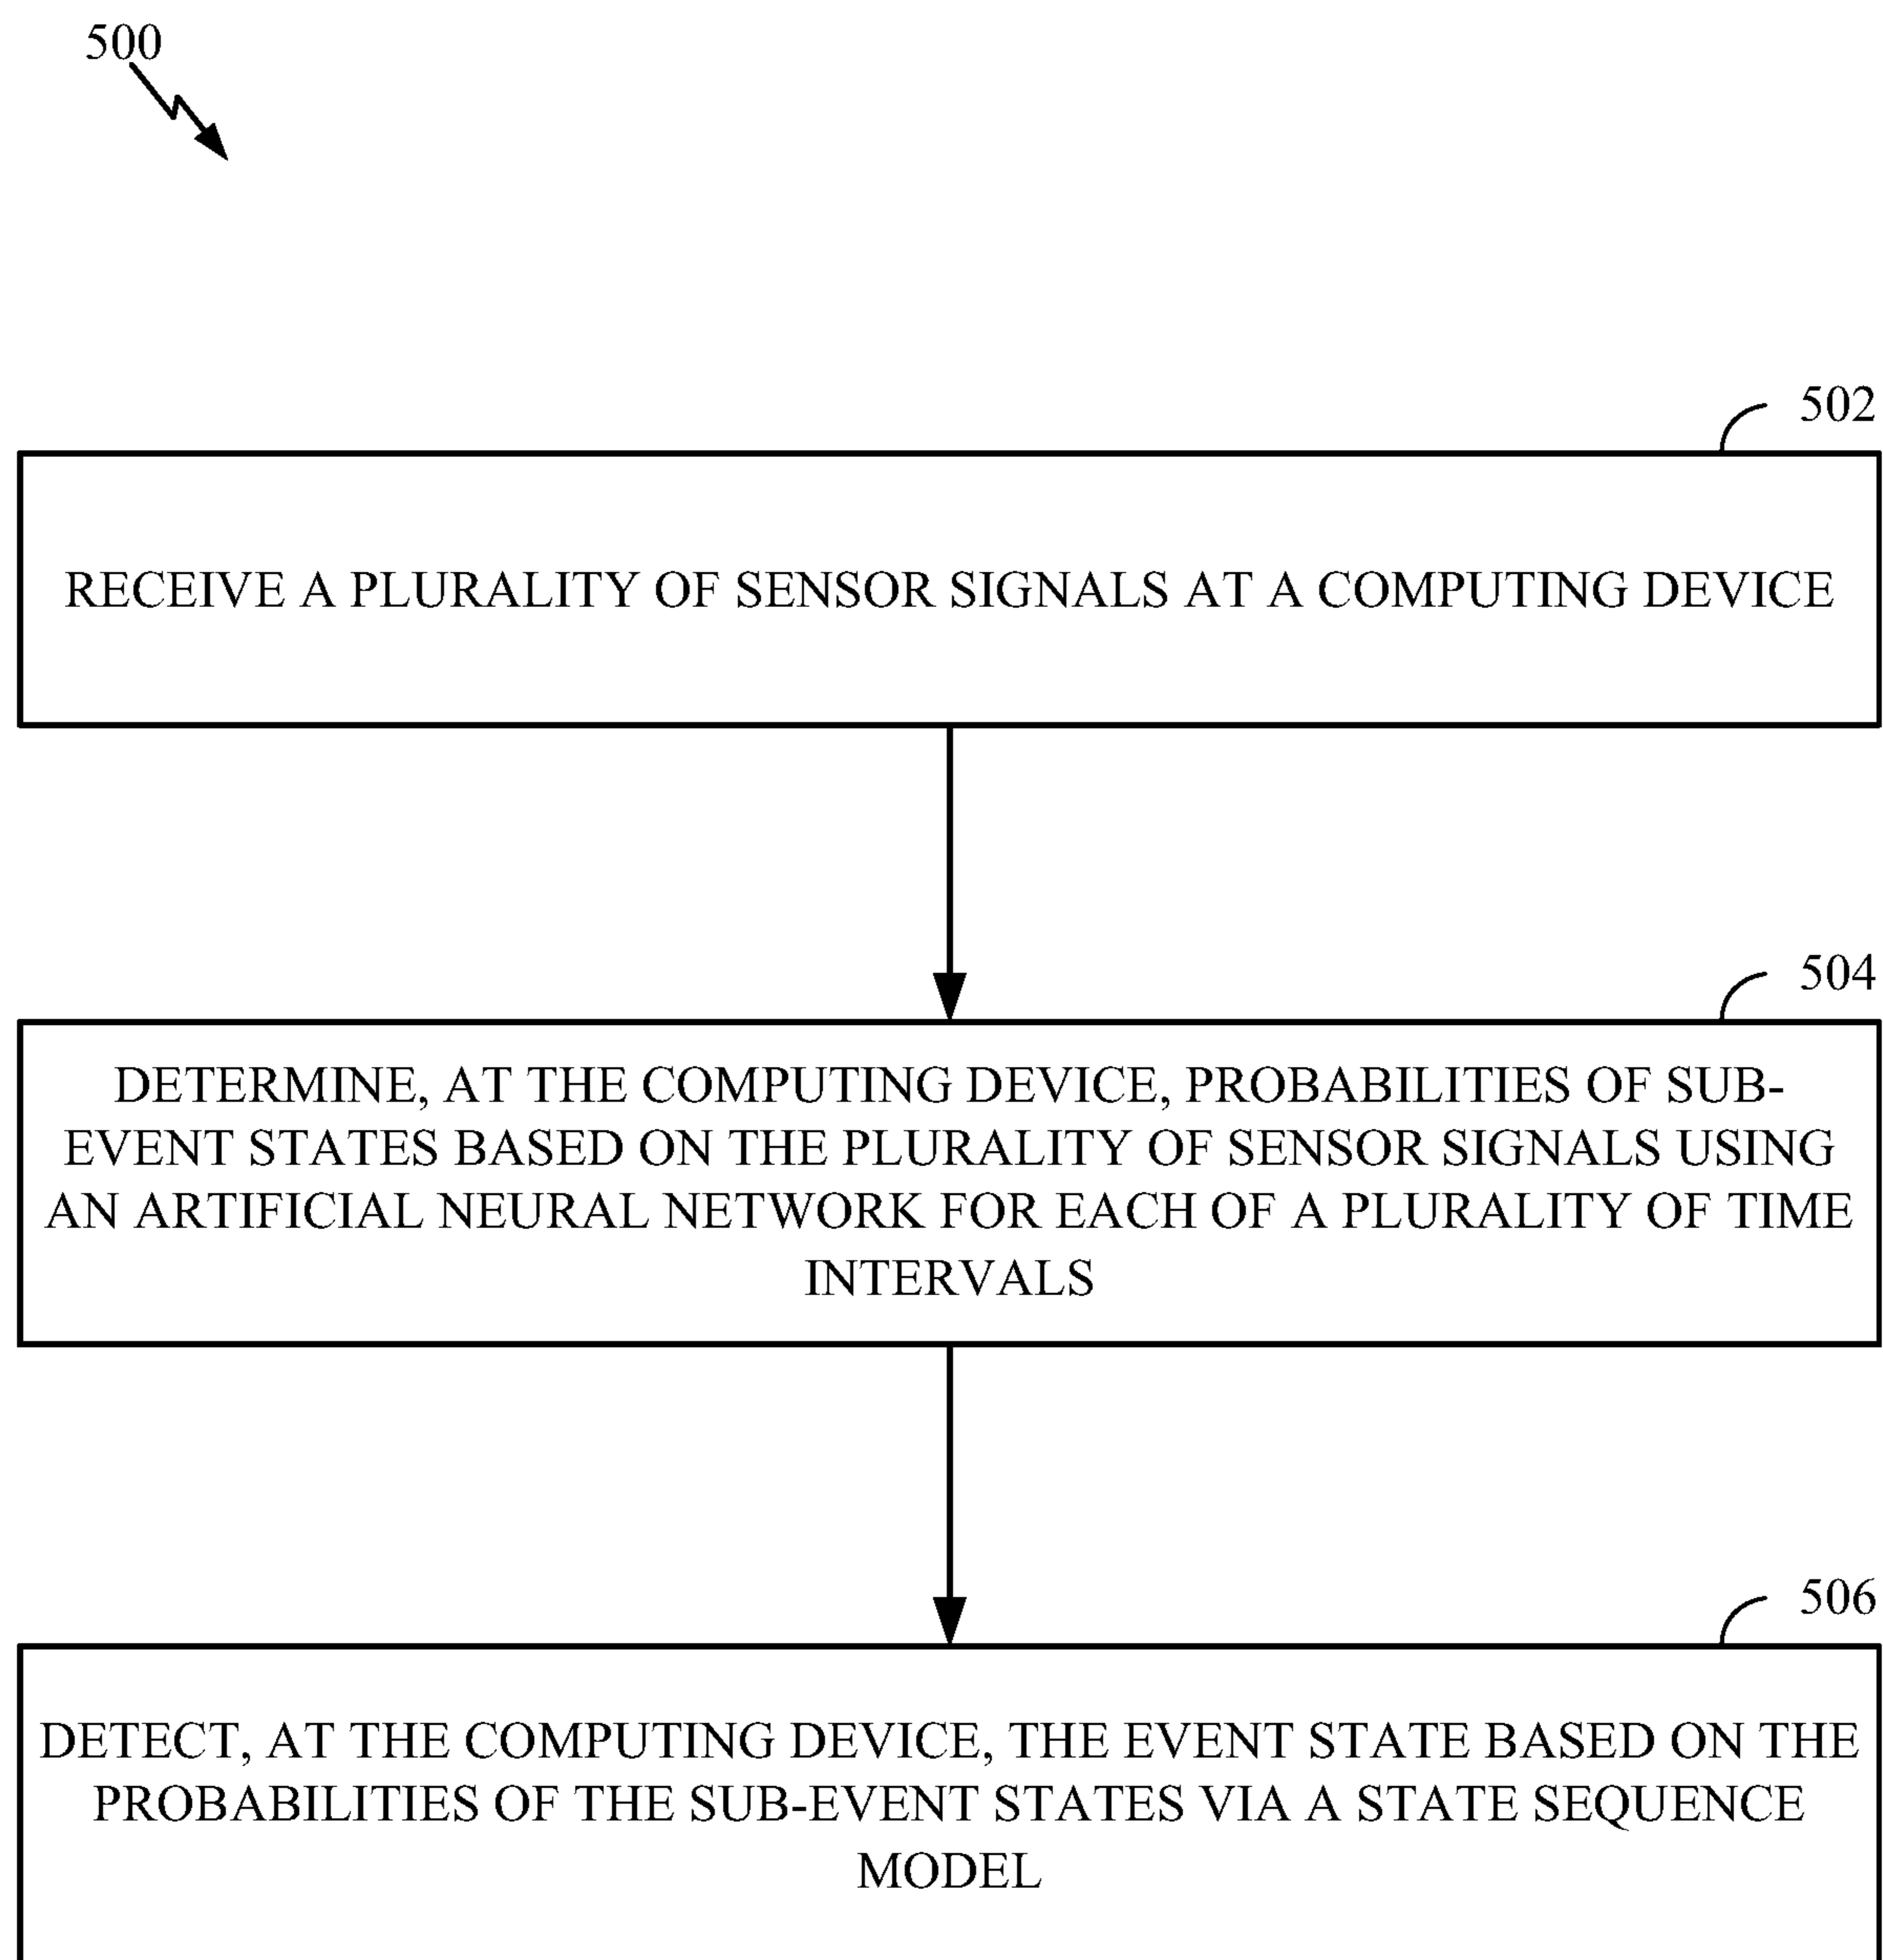 500
502
RECEIVE A PLURALITY OF SENSOR SIGNALS AT A COMPUTING DEVICE
504
DETERMINE, AT THE COMPUTING DEVICE, PROBABILITIES OF SUB-
EVENT STATES BASED ON THE PLURALITY OF SENSOR SIGNALS USING
AN ARTIFICIAL NEURAL NETWORK FOR EACH OF A PLURALITY OF TIME
INTERVALS
506
DETECT, AT THE COMPUTING DEVICE, THE EVENT STATE BASED ON THE
PROBABILITIES OF THE SUB-EVENT STATES VIA A STATE SEQUENCE
MODEL